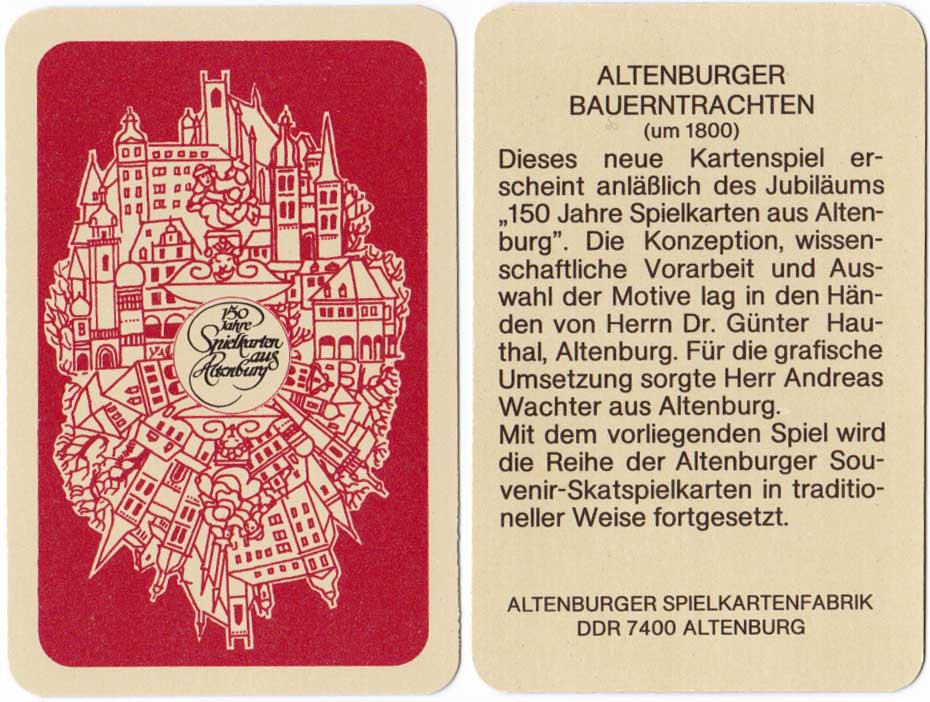 150
Jahre
Spielkarten
aus
Altenburg
ALTENBURGER
BAUERNTRACHTEN
(um 1800)
Dieses neue Kartenspiel er-
scheint anläßlich des Jubiläums
„150 Jahre Spielkarten aus Alten-
burg”. Die Konzeption, wissen-
schaftliche Vorarbeit und Aus-
wahl der Motive lag in den Hän-
den von Herrn Dr. Günter Hau-
thal, Altenburg. Für die grafische
Umsetzung sorgte Herr Andreas
Wachter aus Altenburg.
Mit dem vorliegenden Spiel wird
die Reihe der Altenburger Sou-
venir-Skatspielkarten in traditio-
neller Weise fortgesetzt.
ALTENBURGER SPIELKARTENFABRIK
DDR 7400 ALTENBURG